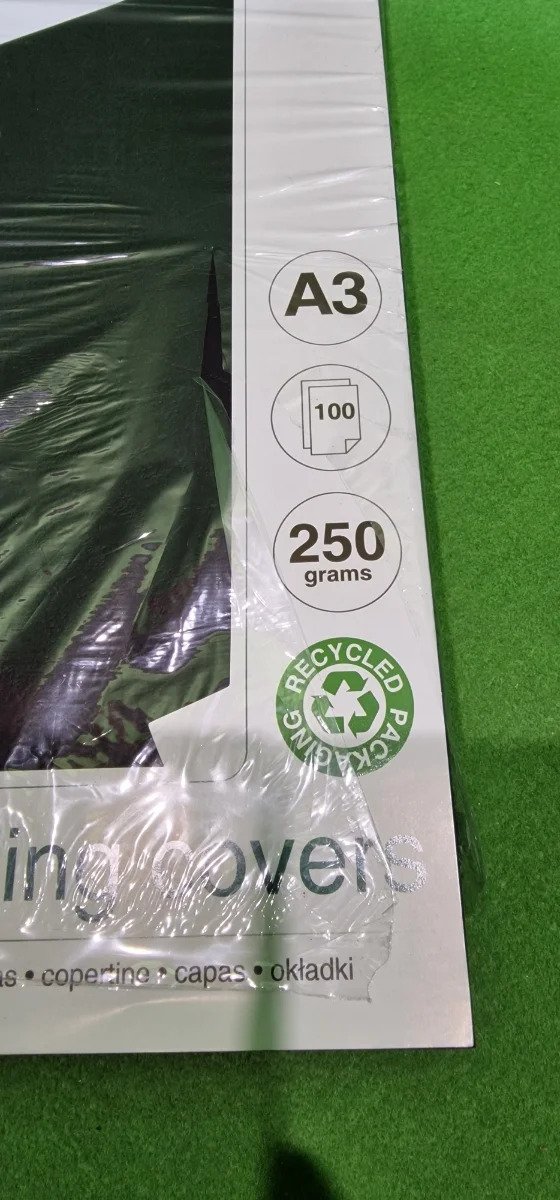 A3
100
250
grams
RECYCLED PACKAGING
ing covers
as • copertine • capas • okładki